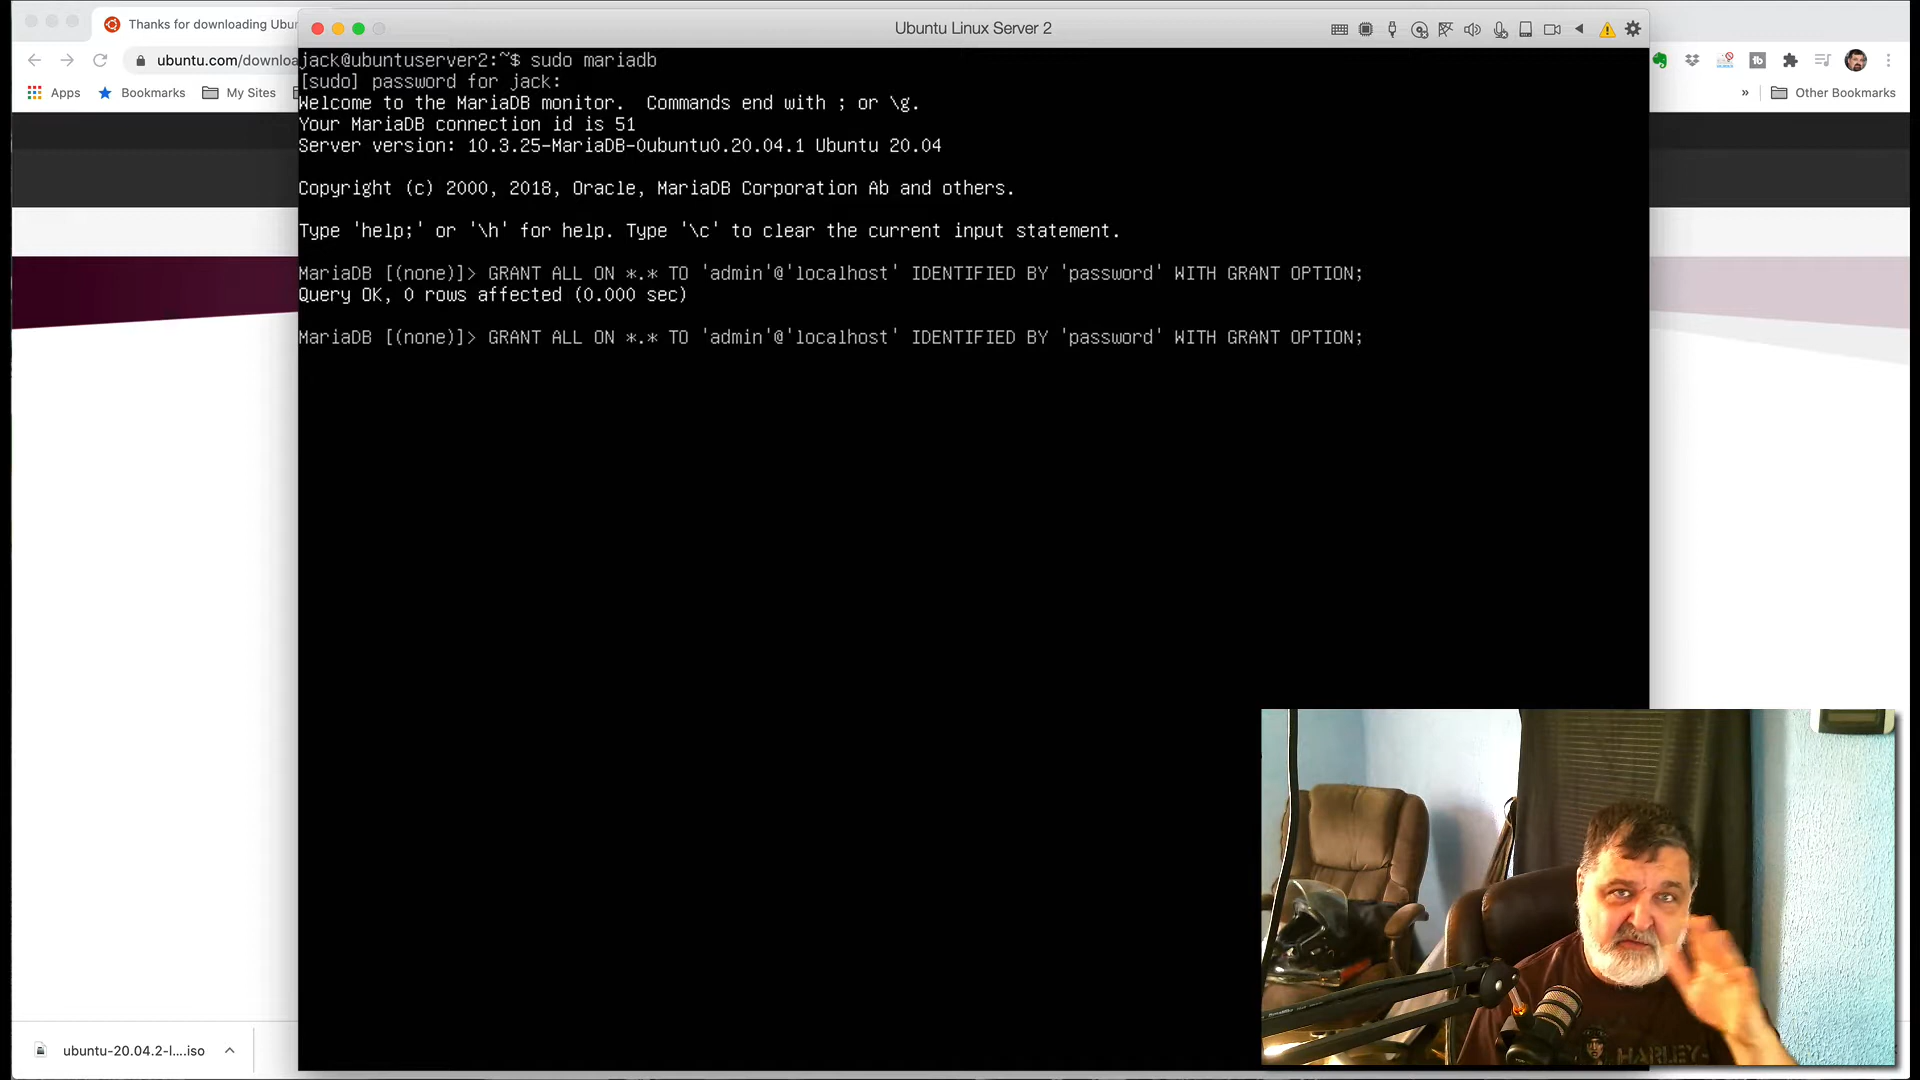 Thanks for downloading Ubu
Ubuntu Linux Server 2
ubuntu.com/downloa
Apps
Bookmarks
My Sites
»
Other Bookmarks
jack@ubuntuserver2:~$ sudo mariadb
[sudo] password for jack:
Welcome to the MariaDB monitor.  Commands end with ; or \g.
Your MariaDB connection id is 51
Server version: 10.3.25-MariaDB-0ubuntu0.20.04.1 Ubuntu 20.04
Copyright (c) 2000, 2018, Oracle, MariaDB Corporation Ab and others.
Type 'help;' or '\h' for help. Type '\c' to clear the current input statement.
MariaDB [(none)]> GRANT ALL ON *.* TO 'admin'@'localhost' IDENTIFIED BY 'password' WITH GRANT OPTION;
Query OK, 0 rows affected (0.000 sec)
MariaDB [(none)]> GRANT ALL ON *.* TO 'admin'@'localhost' IDENTIFIED BY 'password' WITH GRANT OPTION;
ubuntu-20.04.2-l....iso
HARLEY-